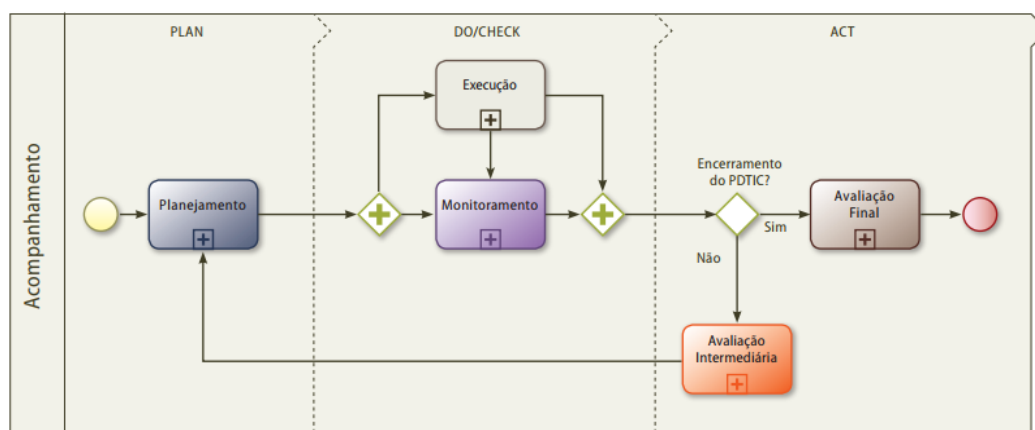 PLAN
DO/CHECK
ACT
Acompanhamento
Planejamento
Execução
Monitoramento
Encerramento
do PDTIC?
Sim
Não
Avaliação
Final
Avaliação
Intermediária